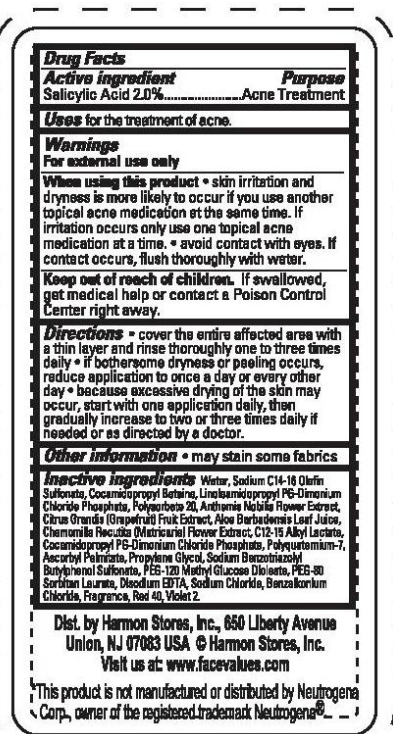 Drug Facts
Active ingredient Purpose
Salicylic Acid 2.0%......................Acne Treatment
Uses for the treatment of acne.
Warnings
For external use only
When using this product • skin irritation and
dryness is more likely to occur if you use another
topical acne medication at the same time. If
irritation occurs only use one topical acne
medication at a time. • avoid contact with eyes. If
contact occurs, flush thoroughly with water.
Keep out of reach of children. If swallowed,
get medical help or contact a Poison Control
Center right away.
Directions • cover the entire affected area with
a thin layer and rinse thoroughly one to three times
daily • if bothersome dryness or peeling occurs,
reduce application to once a day or every other
day • because excessive drying of the skin may
occur, start with one application daily, then
gradually increase to two or three times daily if
needed or as directed by a doctor.
Other information • may stain some fabrics
Inactive ingredients Water, Sodium C14-16 Olefin
Sulfonate, Cocamidopropyl Betaine, Linoleamidopropyl PG-Dimonium
Chloride Phosphate, Polysorbate 20, Anthemis Nobilis Flower Extract,
Citrus Grandis (Grapefruit) Fruit Extract, Aloe Barbadensis Leaf Juice,
Chamomilla Recutita (Matricaria) Flower Extract, C12-15 Alkyl Lactate,
Cocamidopropyl PG-Dimonium Chloride Phosphate, Polyquaternium-7,
Ascorbyl Palmitate, Propylene Glycol, Sodium Benzotriazolyl
Butylphenol Sulfonate, PEG-120 Methyl Glucose Dioleate, PEG-80
Sorbitan Laurate, Disodium EDTA, Sodium Chloride, Benzalkonium
Chloride, Fragrance, Red 40, Violet 2.
Dist. by Harmon Stores, Inc., 650 Liberty Avenue
Union, NJ 07083 USA © Harmon Stores, Inc.
Visit us at: www.facevalues.com
This product is not manufactured or distributed by Neutrogena
Corp., owner of the registered trademark Neutrogena®.